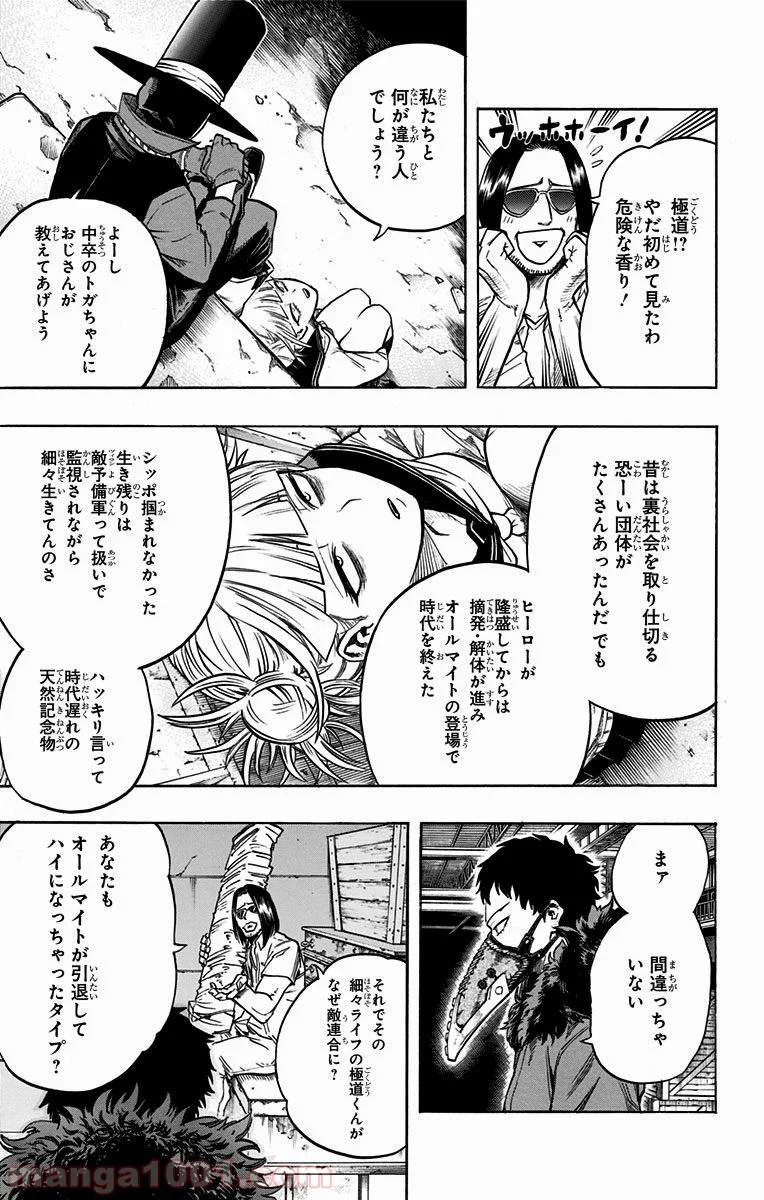 ウッホホーイ!
極道!?
やだ初めて見たわ
危険な香り!
私たちと
何が違う人
でしょう?
よーし
中卒のトガちゃんに
おじさんが
教えてあげよう
昔は裏社会を取り仕切る
恐ーい団体が
たくさんあったんだ でも
ヒーローが
隆盛してからは
摘発・解体が進み
オールマイトの登場で
時代を終えた
シッポ掴まれなかった
生き残りは
敵予備軍って扱いで
監視されながら
細々生きてんのさ
ハッキリ言って
時代遅れの
天然記念物
まァ
間違っちゃ
いない
それでその
細々ライフの極道くんが
なぜ敵連合に?
あなたも
オールマイトが引退して
ハイになっちゃったタイプ?
manga1001.com